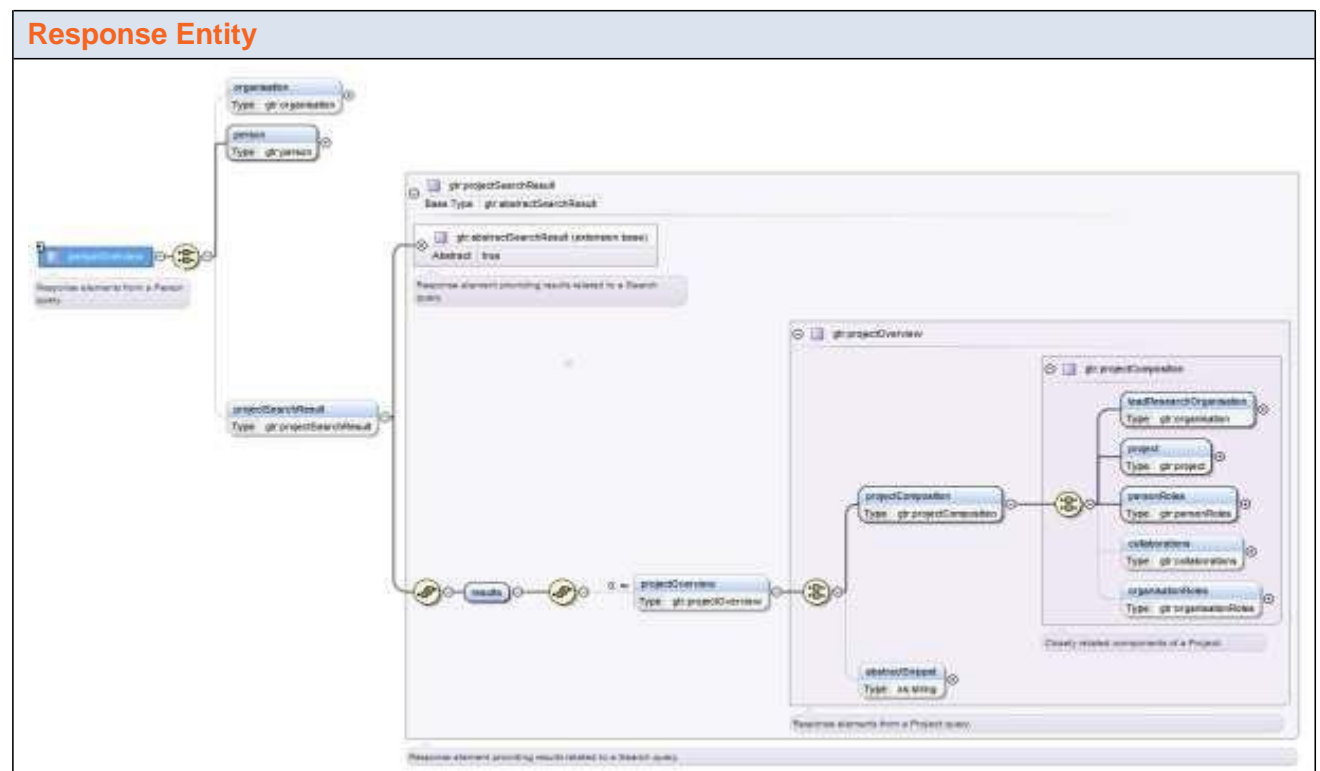 Response Entity
organisation
Type gtr:organisation
person
Type gtr:person
gtr:projectSearchResult
Base Type gtr:abstractSearchResult
gtr:abstractSearchResult (extension base)
Abstract true
Response element providing results related to a Search
query.
personOverview
Response elements from a Person
query.
gtr:projectOverview
gtr:projectComposition
leadResearchOrganisation
Type gtr:organisation
project
Type gtr:project
projectSearchResult
Type gtr:projectSearchResult
projectComposition
Type gtr:projectComposition
personRoles
Type gtr:personRoles
collaborations
Type gtr:collaborations
results
projectOverview
Type gtr:projectOverview
organisationRoles
Type gtr:organisationRoles
Closely related components of a Project.
abstractSnippet
Type xs:string
Response elements from a Project query.
Response element providing results related to a Search query.